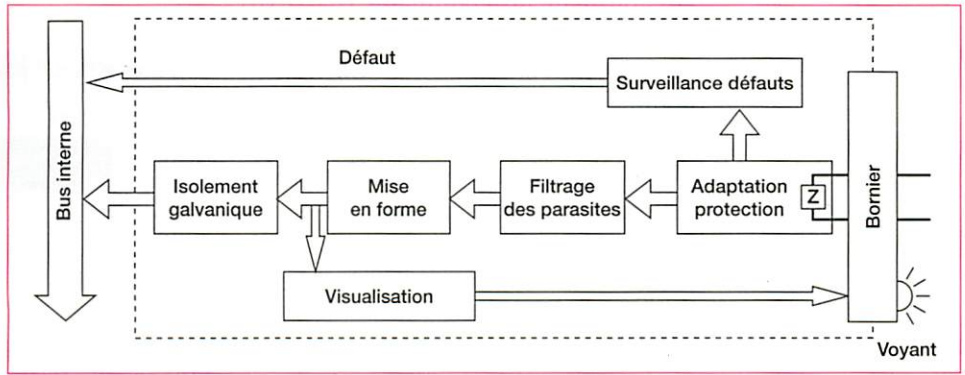 Défaut
Surveillance défauts
Bus interne
Isolement
galvanique
Mise
en forme
Filtrage
des parasites
Adaptation
protection
Z
Bornier
Visualisation
Voyant